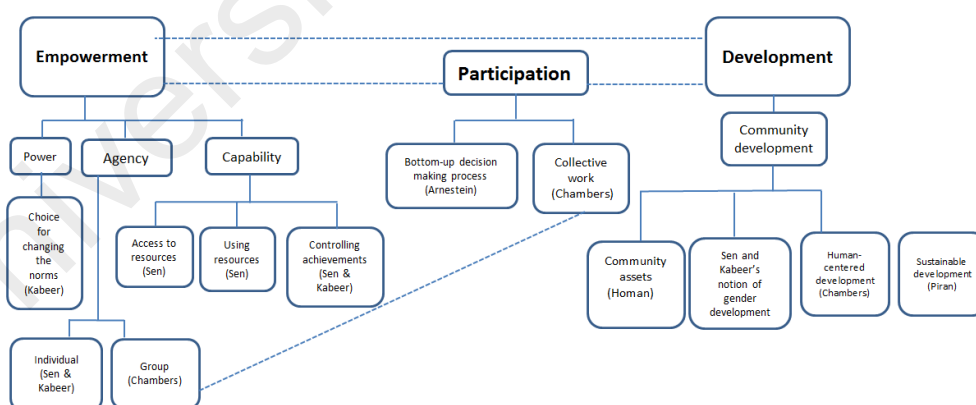 Empowerment
Participation
Development
Power
Agency
Capability
Bottom-up decision
making process
(Arnestein)
Collective
work
(Chambers)
Community
development
Choice
for
changing
the
norms
(Kabeer)
Access to
resources
(Sen)
Using
resources
(Sen)
Controlling
achievements
(Sen &
Kabeer)
Community
assets
(Homan)
Sen and
Kabeer's
notion of
gender
development
Human-
centered
development
(Chambers)
Sustainable
development
(Piran)
Individual
(Sen &
Kabeer)
Group
(Chambers)